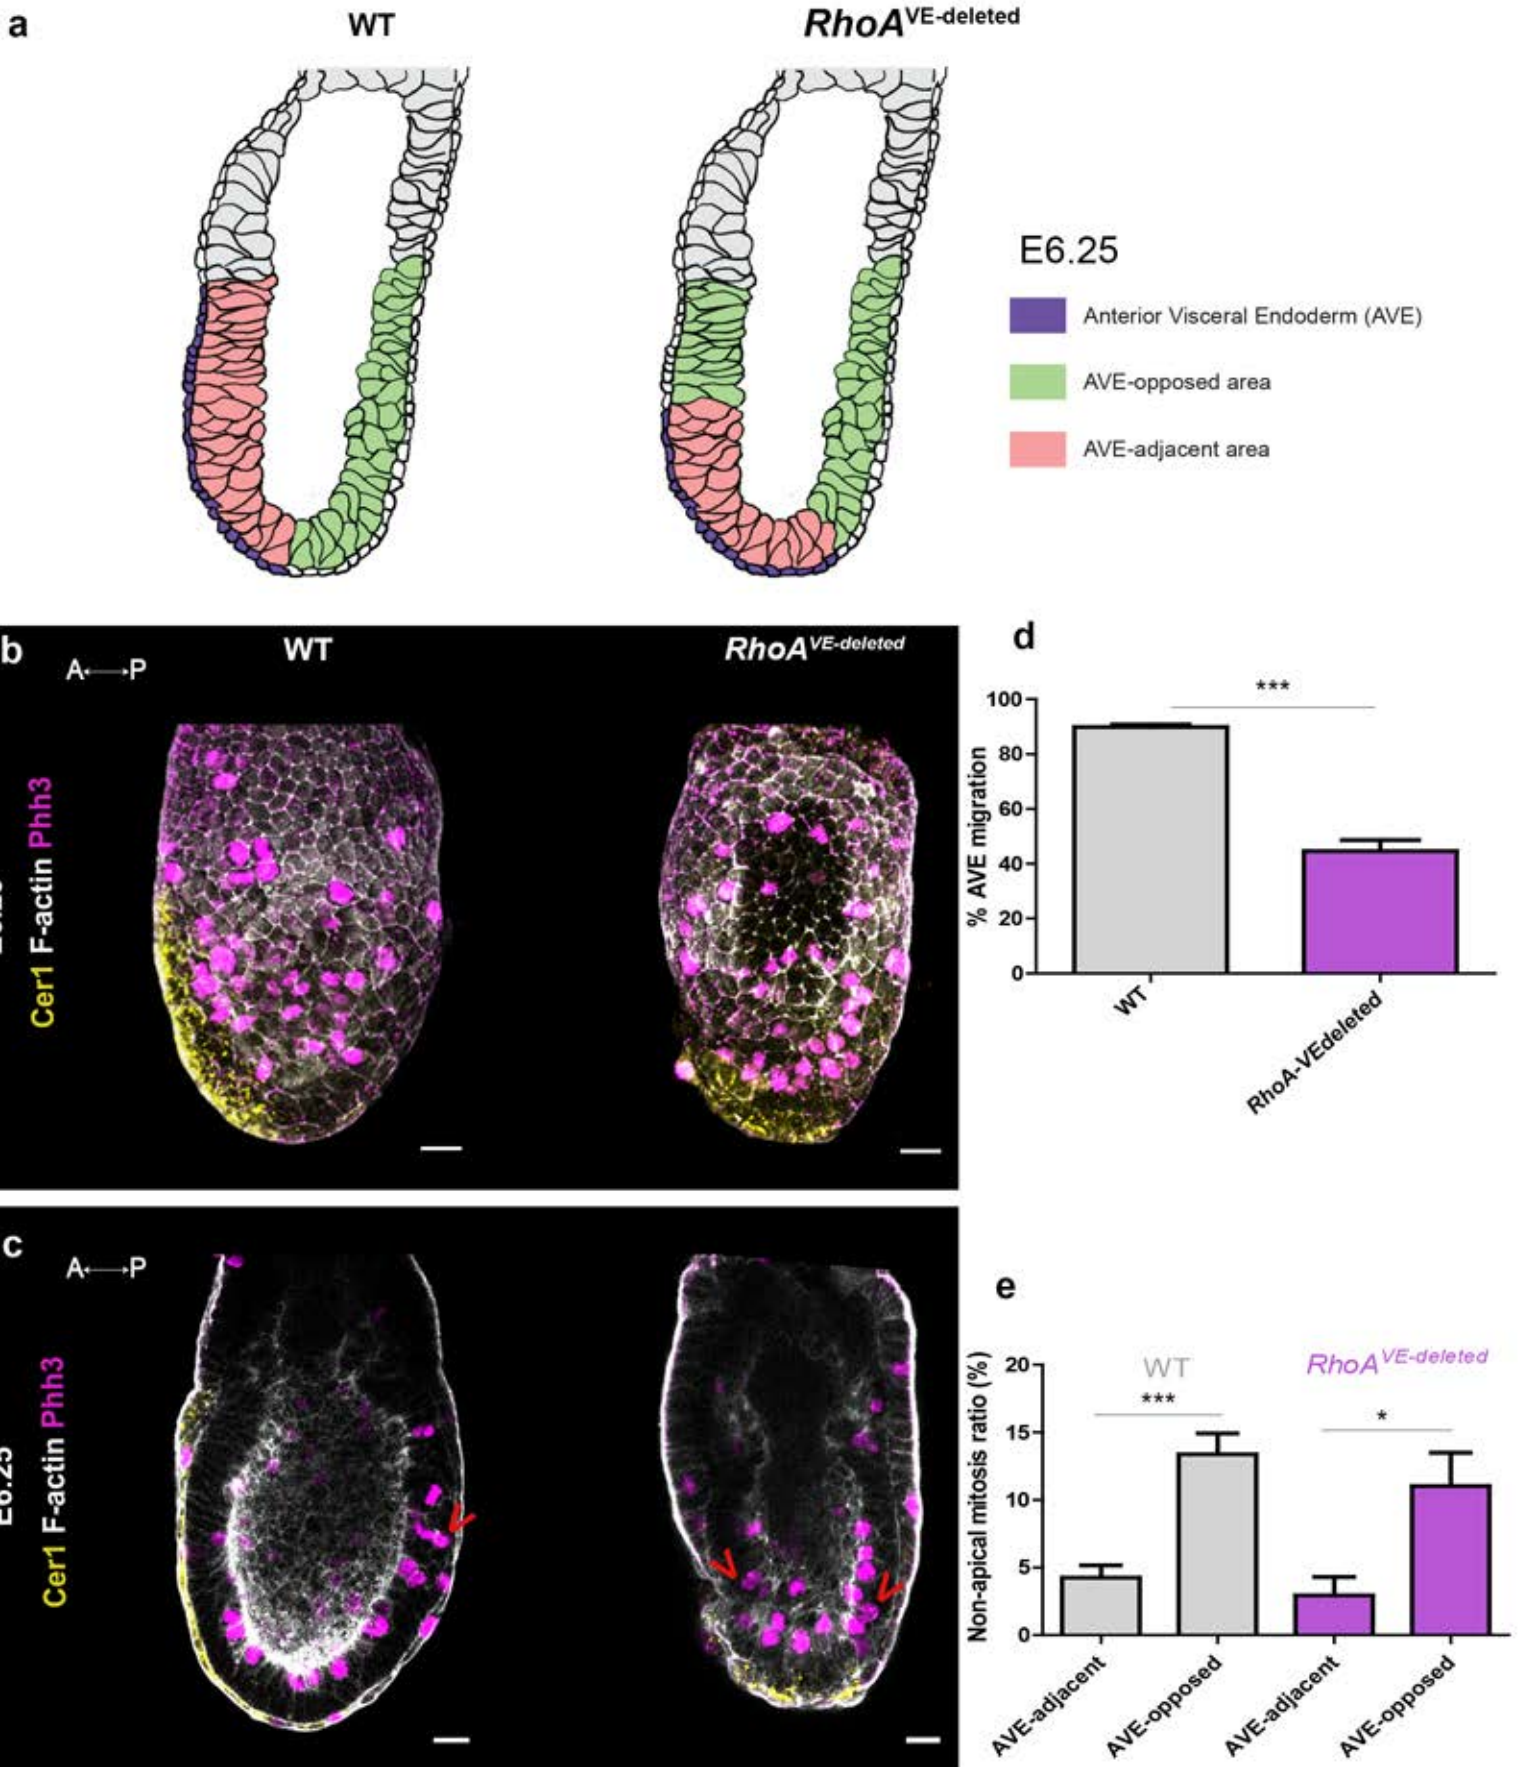 a
WT
RhoA^VE-deleted
E6.25
Anterior Visceral Endoderm (AVE)
AVE-opposed area
AVE-adjacent area
b
WT
RhoA^VE-deleted
A↔P
Cer1 F-actin Phh3
d
***
100
80
60
40
20
0
% AVE migration
WT
RhoA-VEdeleted
c
A↔P
E6.25
Cer1 F-actin Phh3
e
WT
RhoA^VE-deleted
***
*
20
15
10
5
0
Non-apical mitosis ratio (%)
AVE-adjacent
AVE-opposed
AVE-adjacent
AVE-opposed